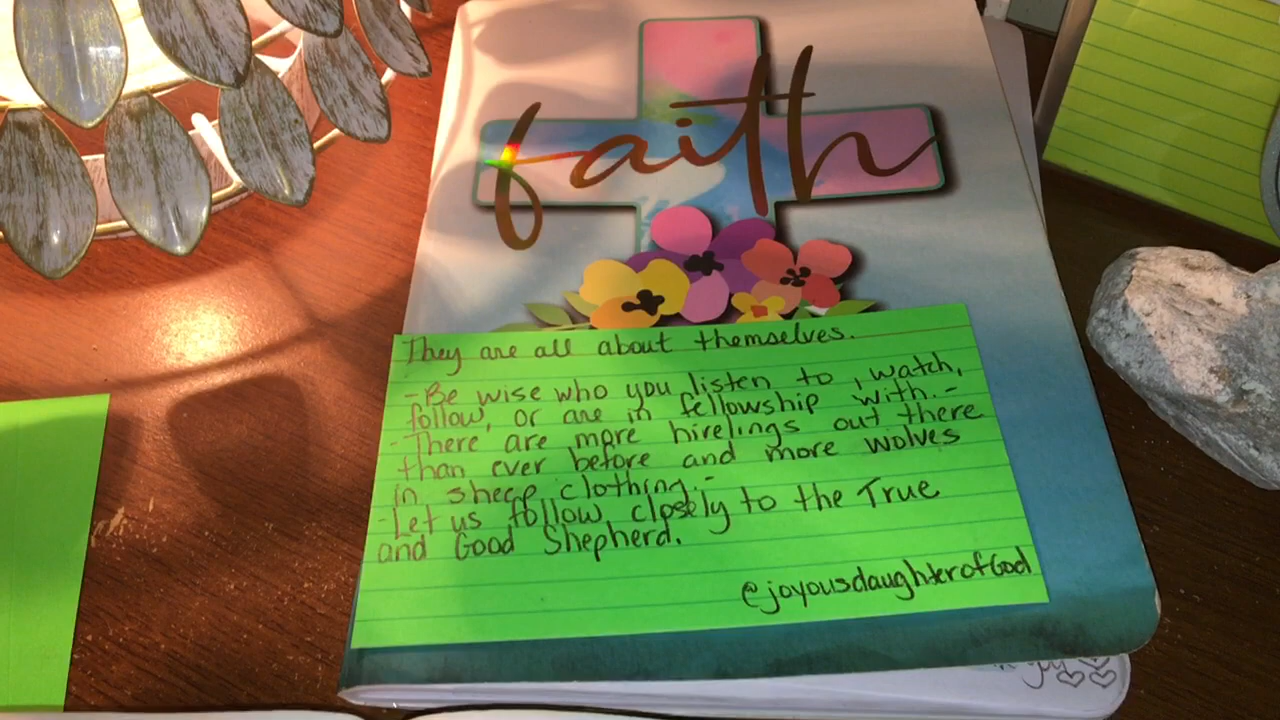 faith
They are all about themselves.
-Be wise who you listen to, watch,
follow, or are in fellowship with.-
-There are more hirelings out there
than ever before and more wolves
in sheep clothing.-
-Let us follow closely to the True
and Good Shepherd.
@joyousdaughterofGod